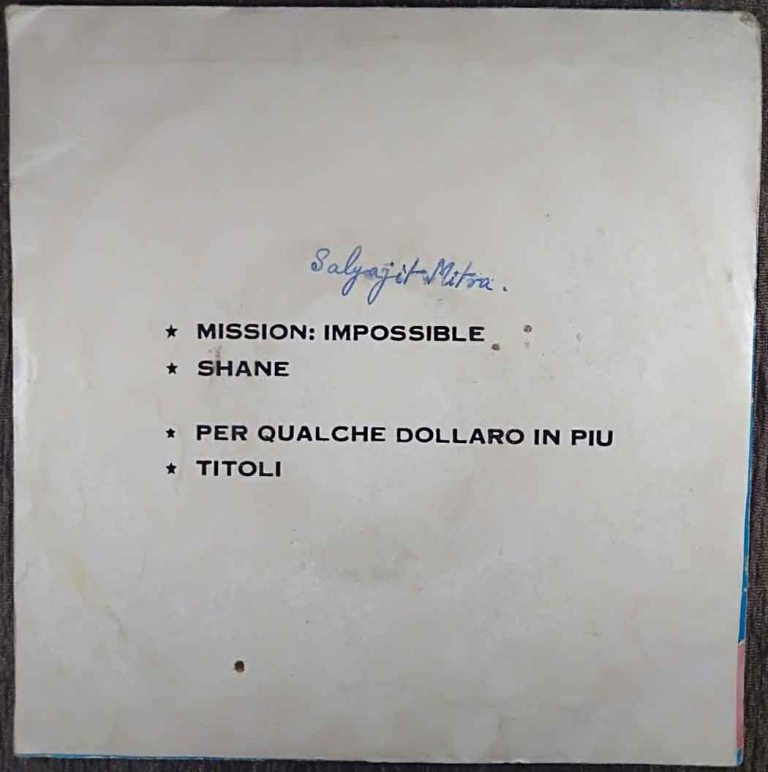 Satyajit Mitra.
★ MISSION: IMPOSSIBLE
★ SHANE
★ PER QUALCHE DOLLARO IN PIU
★ TITOLI